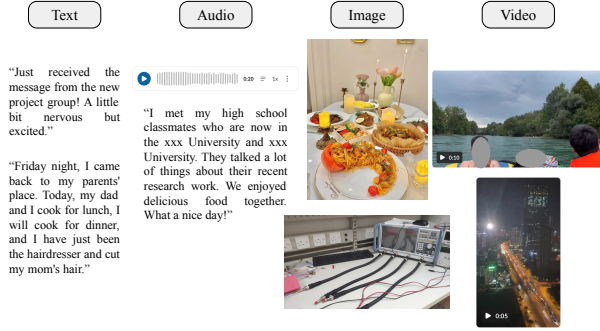 Text
Audio
Image
Video
“Just received the
message from the new
project group! A little
bit nervous but
excited.”
“Friday night, I came
back to my parents'
place. Today, my dad
and I cook for lunch, I
will cook for dinner,
and I have just been
the hairdresser and cut
my mom's hair.”
0:20
1x
“I met my high school
classmates who are now in
the xxx University and xxx
University. They talked a lot
of things about their recent
research work. We enjoyed
delicious food together.
What a nice day!”
0:10
0:05